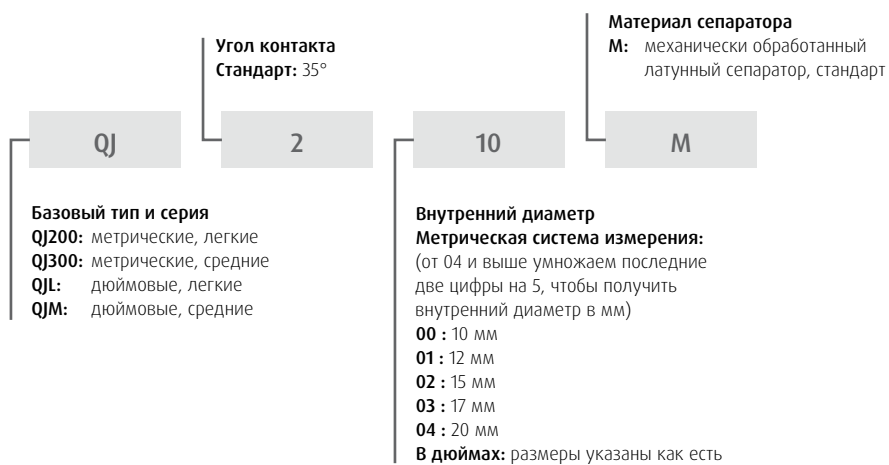 Материал сепаратора
M: механически обработанный
латунный сепаратор, стандарт
Угол контакта
Стандарт: 35°
QJ
2
10
M
Базовый тип и серия
QJ200: метрические, легкие
QJ300: метрические, средние
QJL: дюймовые, легкие
QJM: дюймовые, средние
Внутренний диаметр
Метрическая система измерения:
(от 04 и выше умножаем последние
две цифры на 5, чтобы получить
внутренний диаметр в мм)
00 : 10 мм
01 : 12 мм
02 : 15 мм
03 : 17 мм
04 : 20 мм
В дюймах: размеры указаны как есть